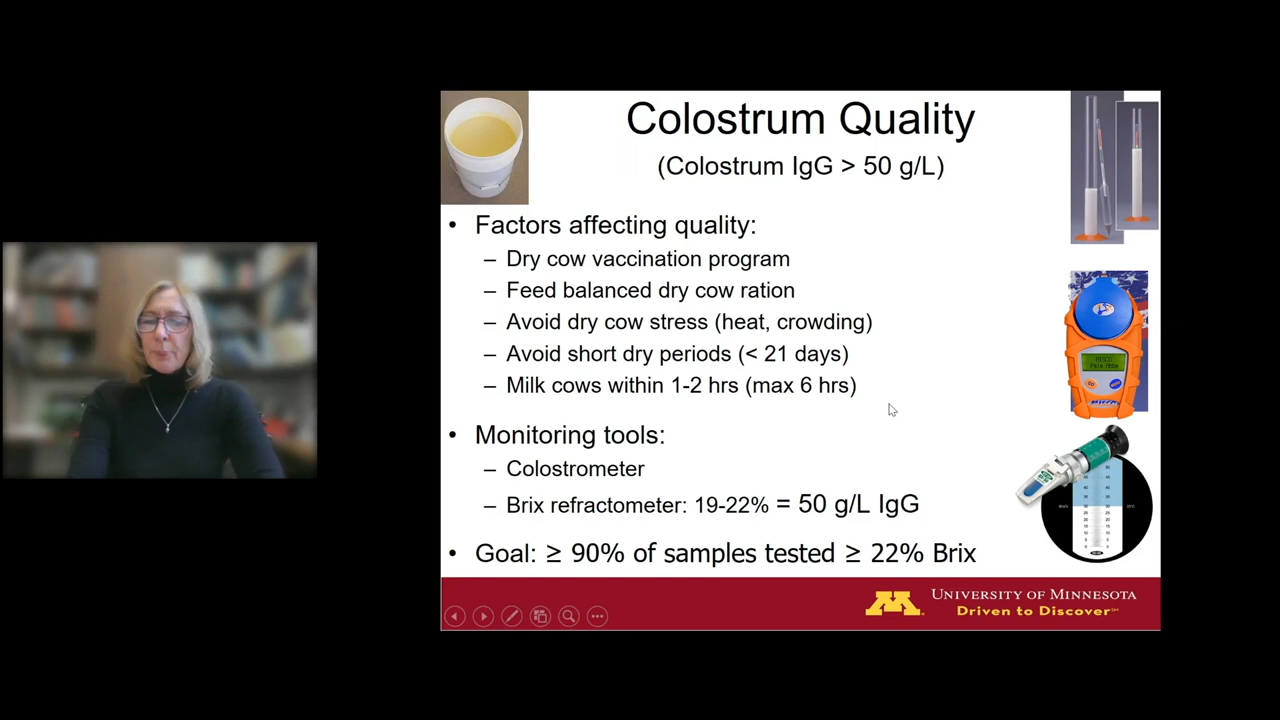 Colostrum Quality
(Colostrum IgG > 50 g/L)
• Factors affecting quality:
– Dry cow vaccination program
– Feed balanced dry cow ration
– Avoid dry cow stress (heat, crowding)
– Avoid short dry periods (< 21 days)
– Milk cows within 1-2 hrs (max 6 hrs)
• Monitoring tools:
– Colostrometer
– Brix refractometer: 19-22% = 50 g/L IgG
• Goal: ≥ 90% of samples tested ≥ 22% Brix
UNIVERSITY OF MINNESOTA
Driven to Discover